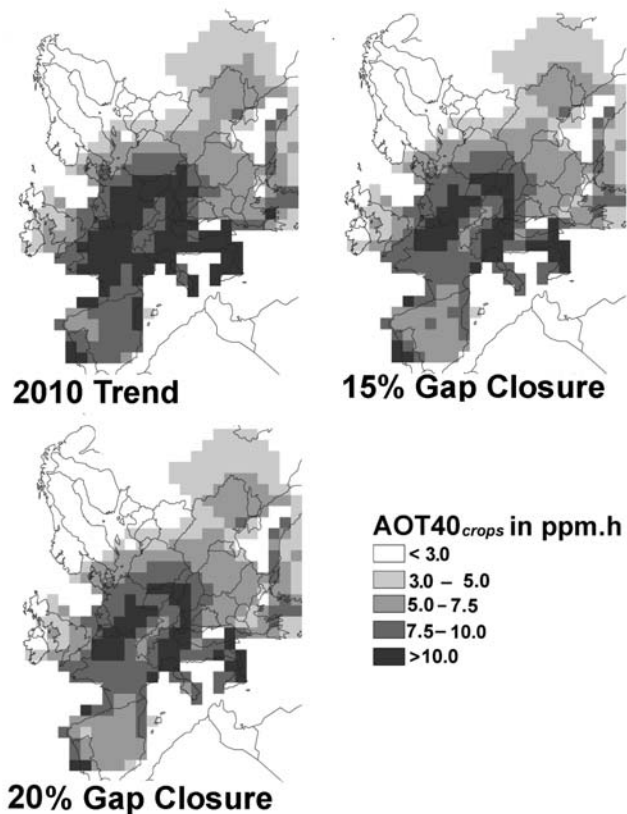 2010 Trend
15% Gap Closure
20% Gap Closure
AOT40crops in ppm.h
< 3.0
3.0 – 5.0
5.0 – 7.5
7.5 – 10.0
>10.0